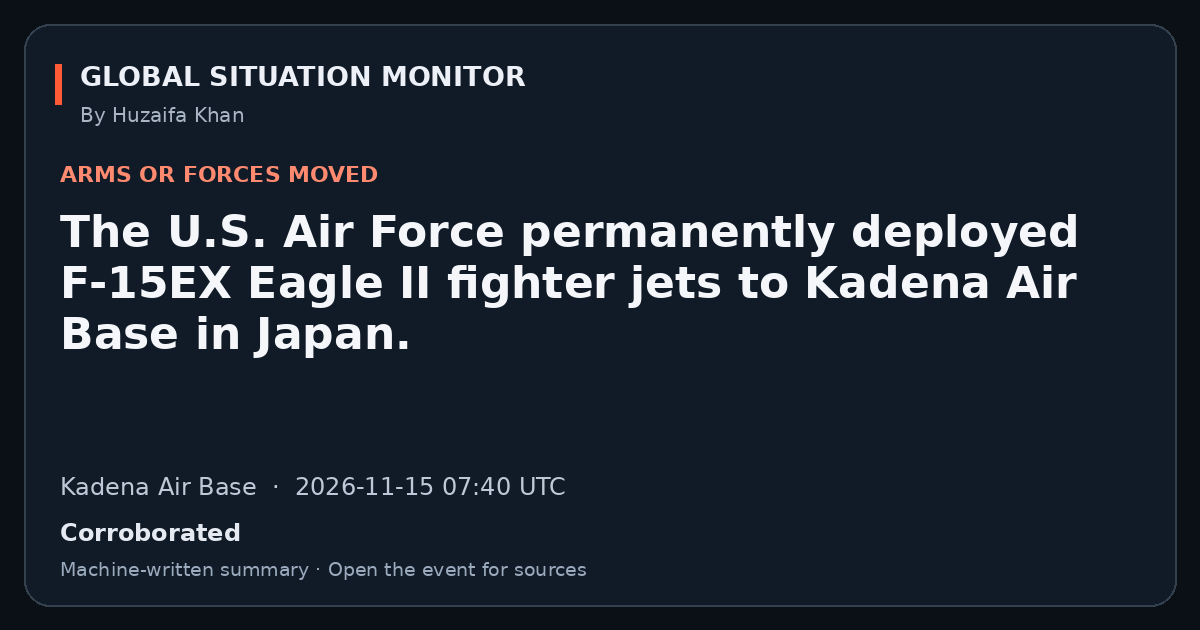 GLOBAL SITUATION MONITOR
By Huzaifa Khan
ARMS OR FORCES MOVED
The U.S. Air Force permanently deployed
F-15EX Eagle II fighter jets to Kadena Air
Base in Japan.
Kadena Air Base · 2026-11-15 07:40 UTC
Corroborated
Machine-written summary · Open the event for sources